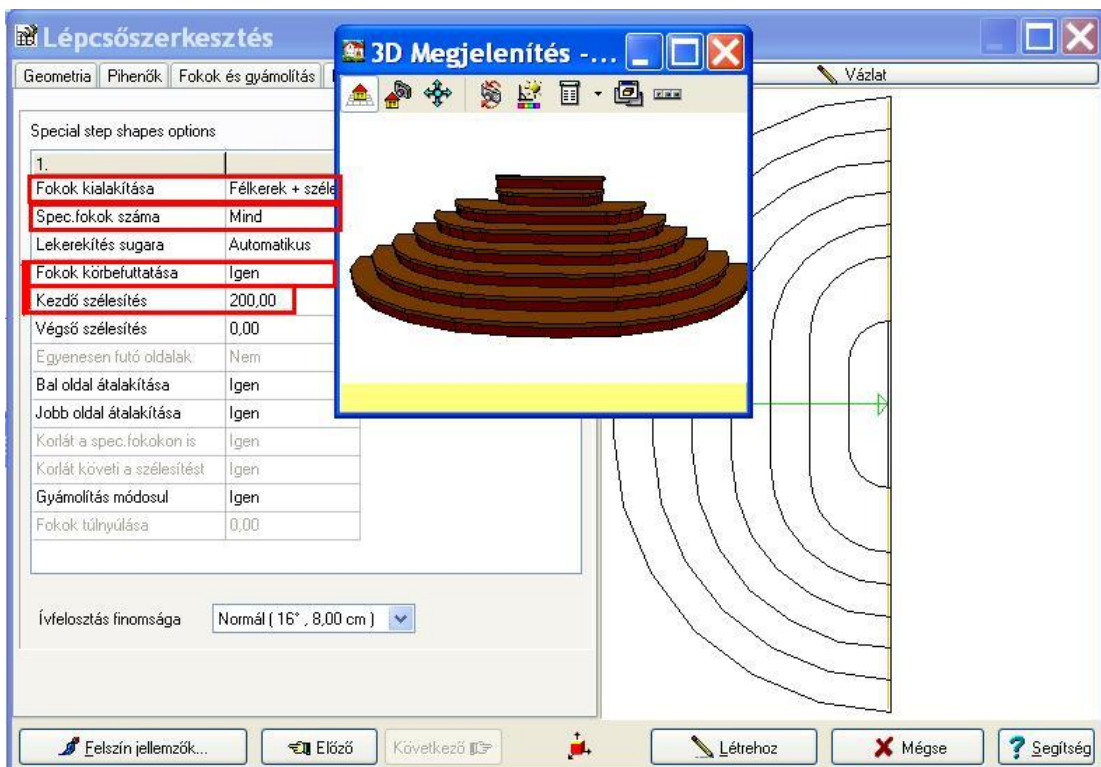 Lépcsőszerkesztés
3D Megjelenítés -...
Geometria Pihenők Fokok és gyámolítás
Vázlat
Special step shapes options
1.
Fokok kialakítása Félkerek + széle
Spec.fokok száma Mind
Lekerekítés sugara Automatikus
Fokok körbefuttatása Igen
Kezdő szélesítés 200,00
Végső szélesítés 0,00
Egyenesen futó oldalak Nem
Bal oldal átalakítása Igen
Jobb oldal átalakítása Igen
Korlát a spec.fokokon is Igen
Korlát követi a szélesítést Igen
Gyámolítás módosul Igen
Fokok túlnyúlása 0,00
Ívfelosztás finomsága Normál ( 16° , 8,00 cm )
Felszín jellemzők... Előző Következő Létrehoz Mégse Segítség